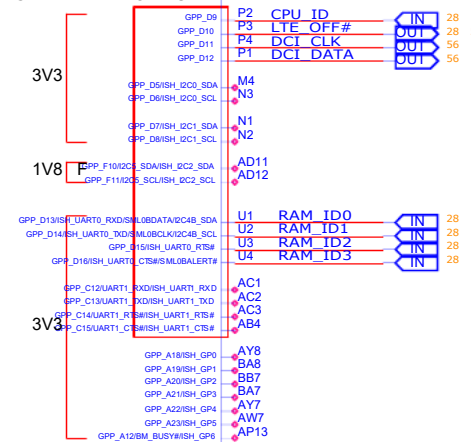 GPP_D9 P2 CPU_ID IN 28
GPP_D10 P3 LTE_OFF# OUT 28
GPP_D11 P4 DCI_CLK OUT 56
GPP_D12 P1 DCI_DATA OUT 56
3V3
GPP_D5/ISH_I2C0_SDA M4
GPP_D6/ISH_I2C0_SCL N3
GPP_D7/ISH_I2C1_SDA N1
GPP_D8/ISH_I2C1_SCL N2
1V8 F
GPP_F10/I2C5_SDA/ISH_I2C2_SDA AD11
GPP_F11/I2C5_SCL/ISH_I2C2_SCL AD12
GPP_D13/ISH_UART0_RXD/SML0BDATA/I2C4B_SDA U1 RAM_ID0 IN 28
GPP_D14/ISH_UART0_TXD/SML0BCLK/I2C4B_SCL U2 RAM_ID1 IN 28
GPP_D15/ISH_UART0_RTS# U3 RAM_ID2 IN 28
GPP_D16/ISH_UART0_CTS#/SML0BALERT# U4 RAM_ID3 IN 28
GPP_C12/UART1_RXD/ISH_UART1_RXD AC1
GPP_C13/UART1_TXD/ISH_UART1_TXD AC2
GPP_C14/UART1_RTS#/ISH_UART1_RTS# AC3
3V3
GPP_C15/UART1_CTS#/ISH_UART1_CTS# AB4
GPP_A18/ISH_GP0 AY8
GPP_A19/ISH_GP1 BA8
GPP_A20/ISH_GP2 BB7
GPP_A21/ISH_GP3 BA7
GPP_A22/ISH_GP4 AY7
GPP_A23/ISH_GP5 AW7
GPP_A12/BM_BUSY#/ISH_GP6 AP13